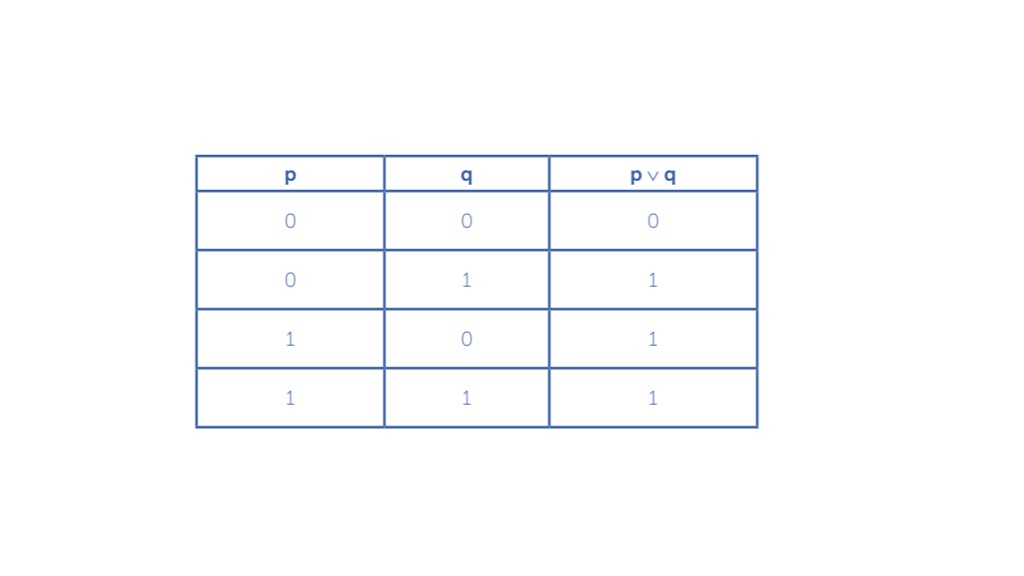 p q p ∨ q
0 0 0
0 1 1
1 0 1
1 1 1